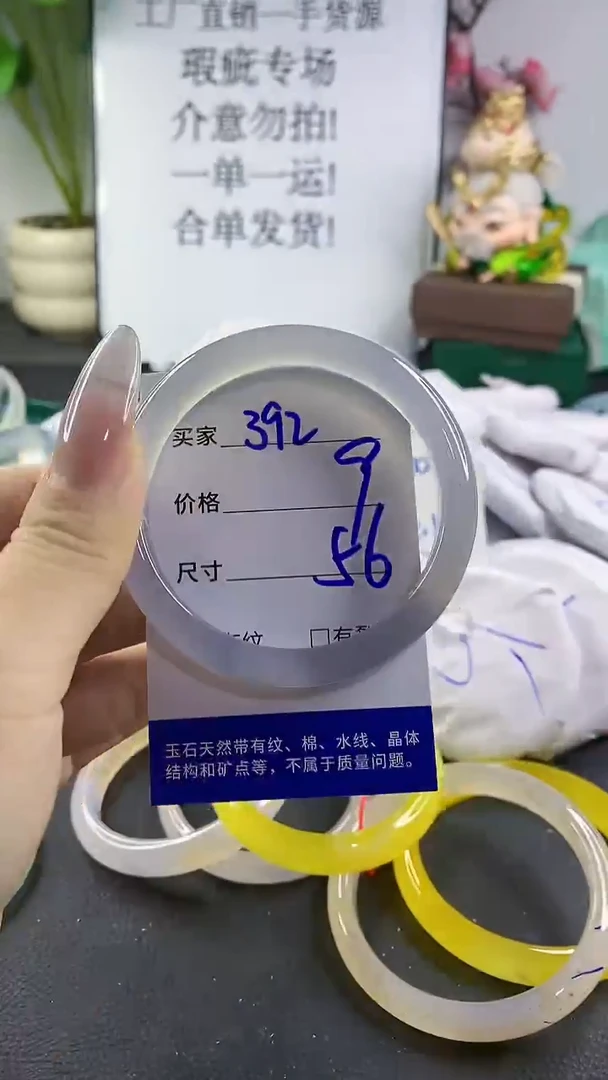 工厂直销一手货源
瑕疵专场
介意勿拍!
一单一运!
合单发货!
买家 392
价格 9
尺寸 56
纹 □有裂
玉石天然带有纹、棉、水线、晶体
结构和矿点等，不属于质量问题。